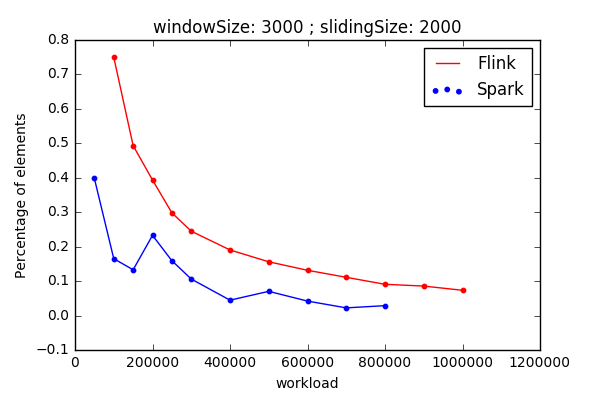 windowSize: 3000 ; slidingSize: 2000
Flink
Spark
0.8
0.7
0.6
0.5
0.4
0.3
0.2
0.1
0.0
−0.1
Percentage of elements
0 200000 400000 600000 800000 1000000 1200000
workload